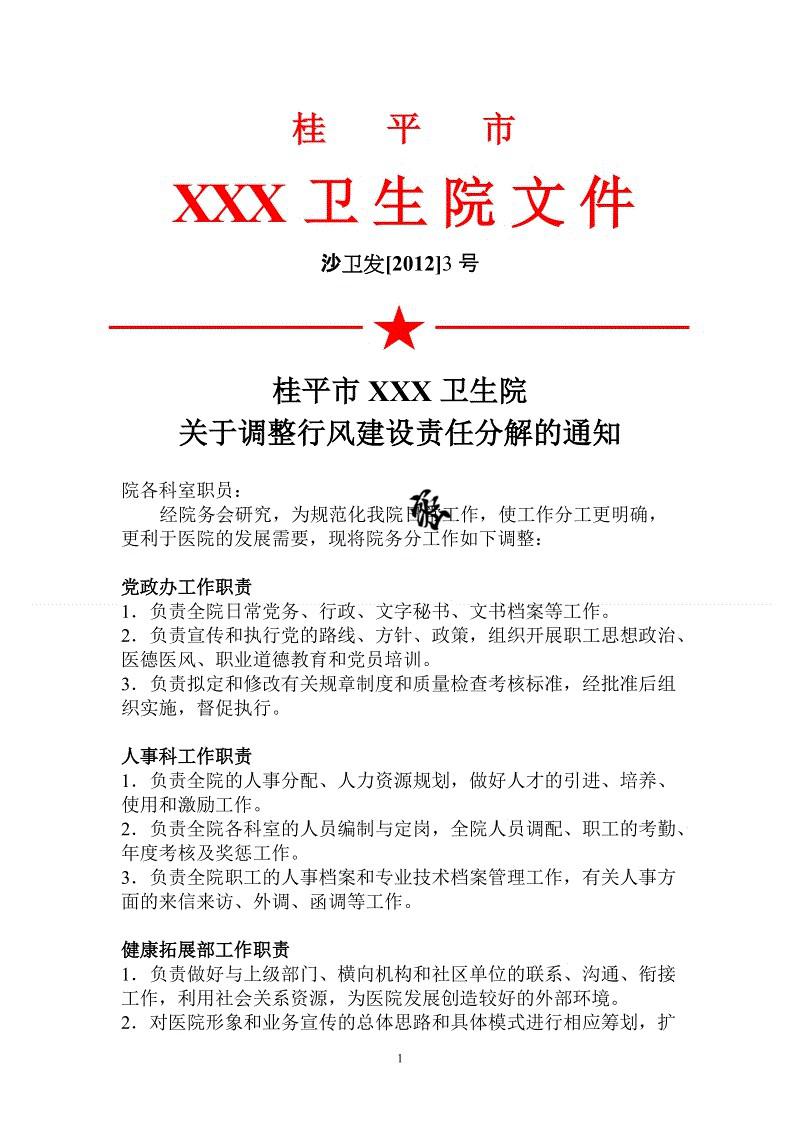 桂 平 市
XXX 卫 生 院 文 件
沙卫发[2012]3 号
桂平市 XXX 卫生院
关于调整行风建设责任分解的通知
院各科室职员：
经院务会研究，为规范化我院日 工作，使工作分工更明确，
更利于医院的发展需要，现将院务分工作如下调整：
党政办工作职责
1．负责全院日常党务、行政、文字秘书、文书档案等工作。
2．负责宣传和执行党的路线、方针、政策，组织开展职工思想政治、
医德医风、职业道德教育和党员培训。
3．负责拟定和修改有关规章制度和质量检查考核标准，经批准后组
织实施，督促执行。
人事科工作职责
1．负责全院的人事分配、人力资源规划，做好人才的引进、培养、
使用和激励工作。
2．负责全院各科室的人员编制与定岗，全院人员调配、职工的考勤、
年度考核及奖惩工作。
3．负责全院职工的人事档案和专业技术档案管理工作，有关人事方
面的来信来访、外调、函调等工作。
健康拓展部工作职责
1．负责做好与上级部门、横向机构和社区单位的联系、沟通、衔接
工作，利用社会关系资源，为医院发展创造较好的外部环境。
2．对医院形象和业务宣传的总体思路和具体模式进行相应筹划，扩
1